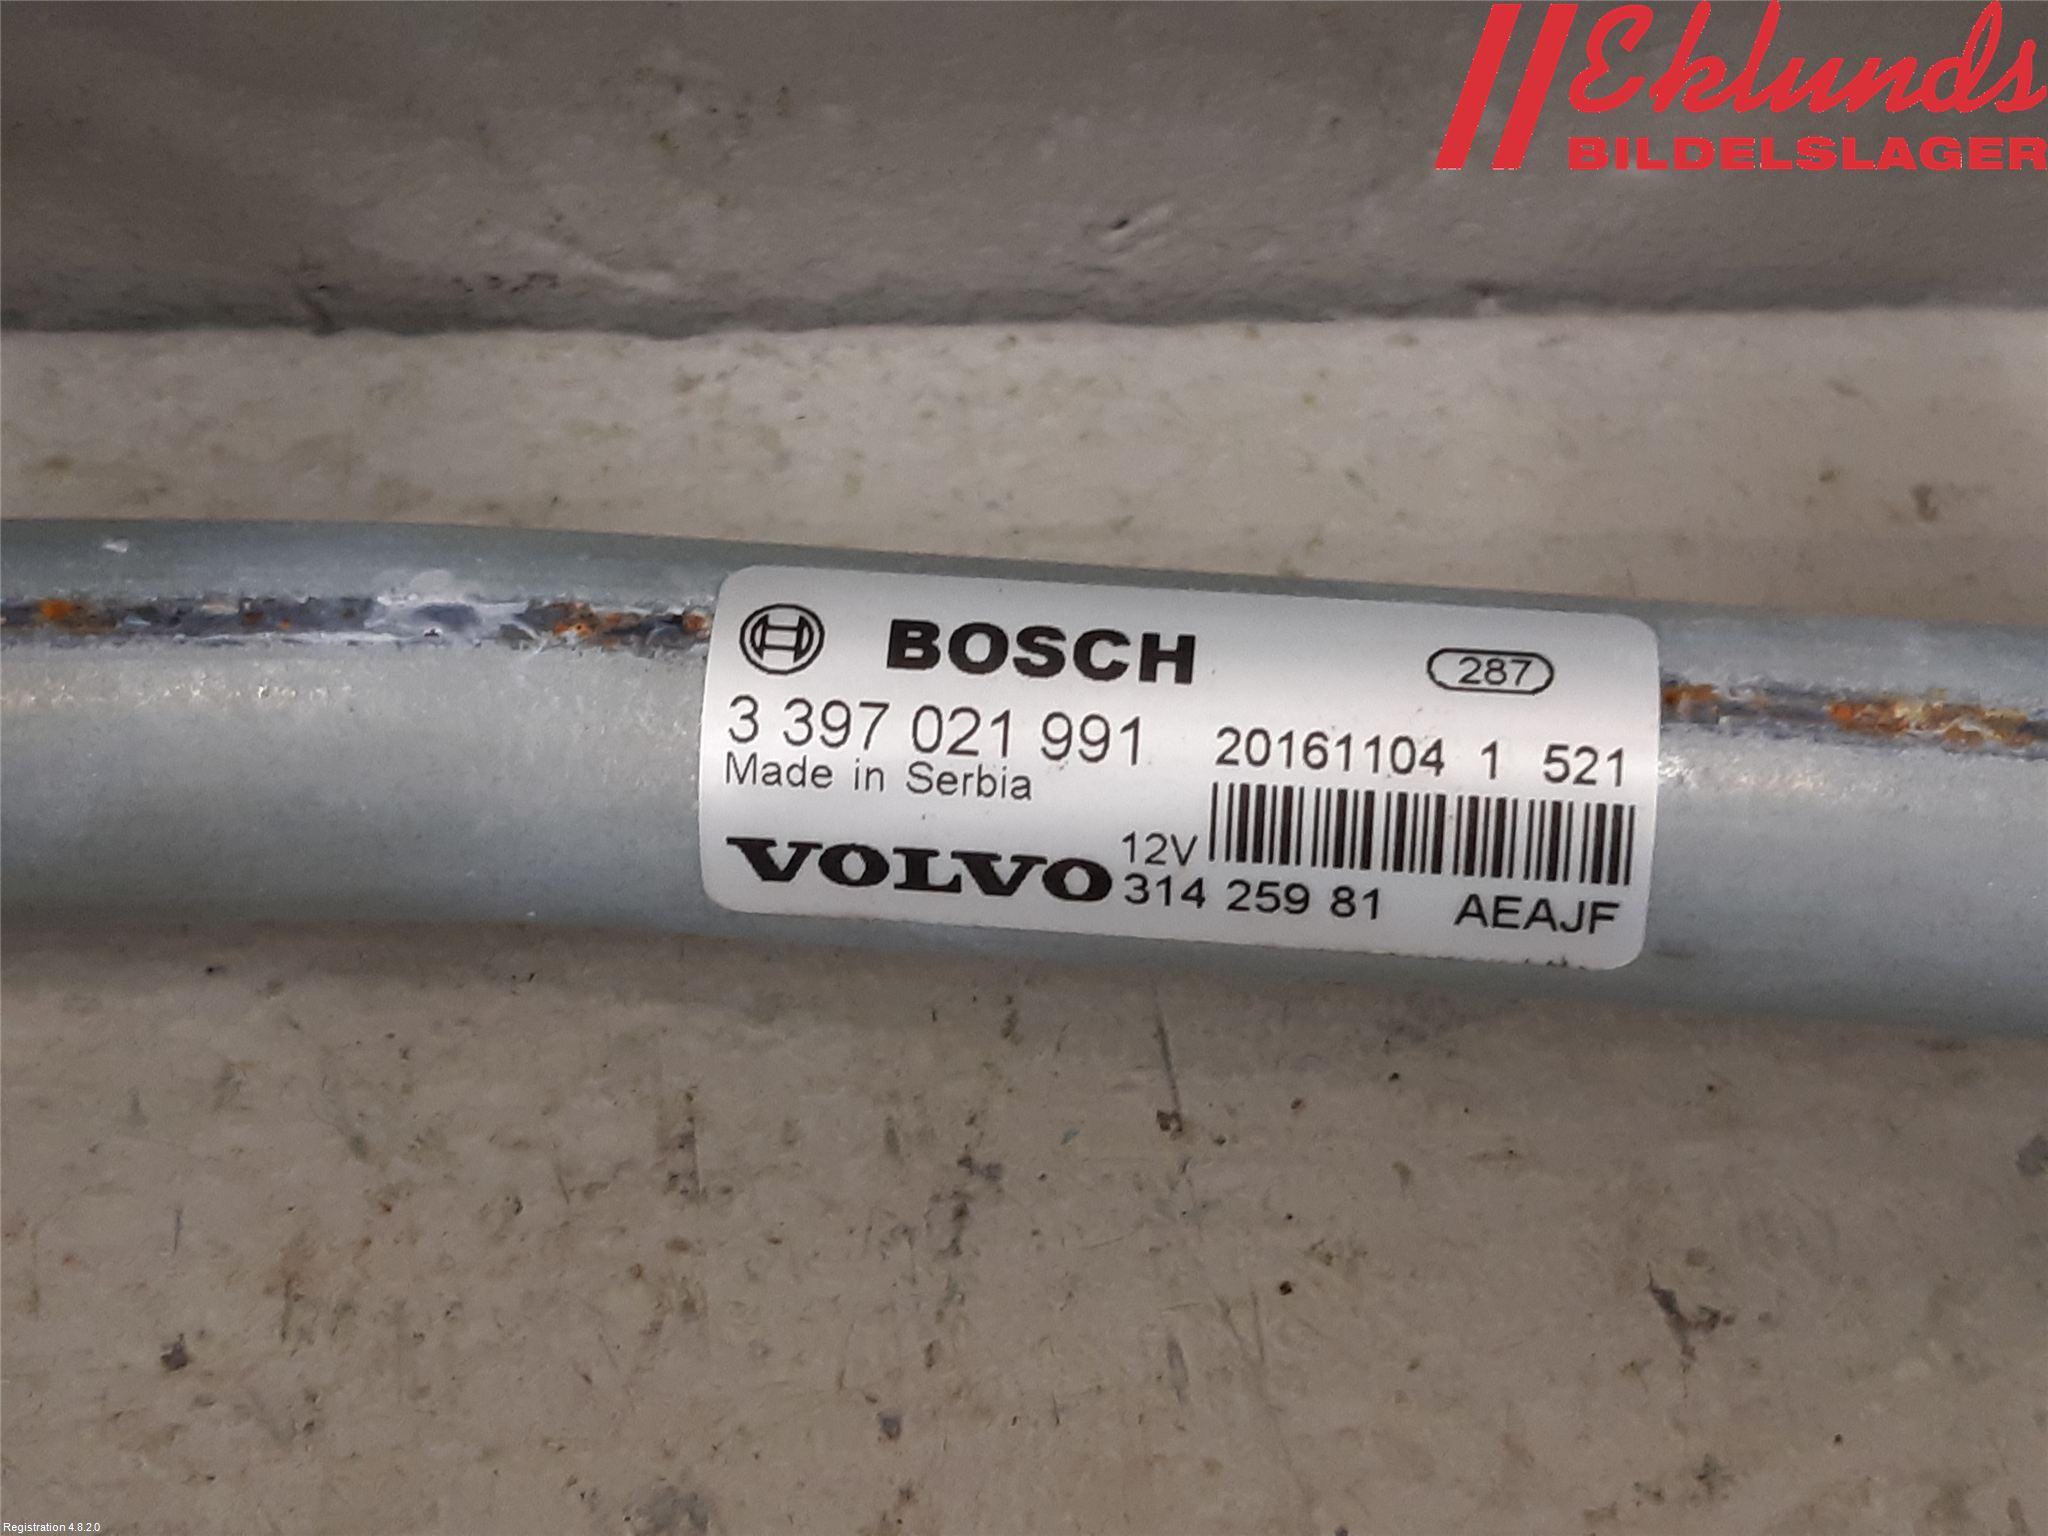 Eklunds
BILDELSLAGER
BOSCH
287
3 397 021 991
20161104 1 521
Made in Serbia
12V
VOLVO
314 259 81 AEAJF
Registration 4.8.2.0